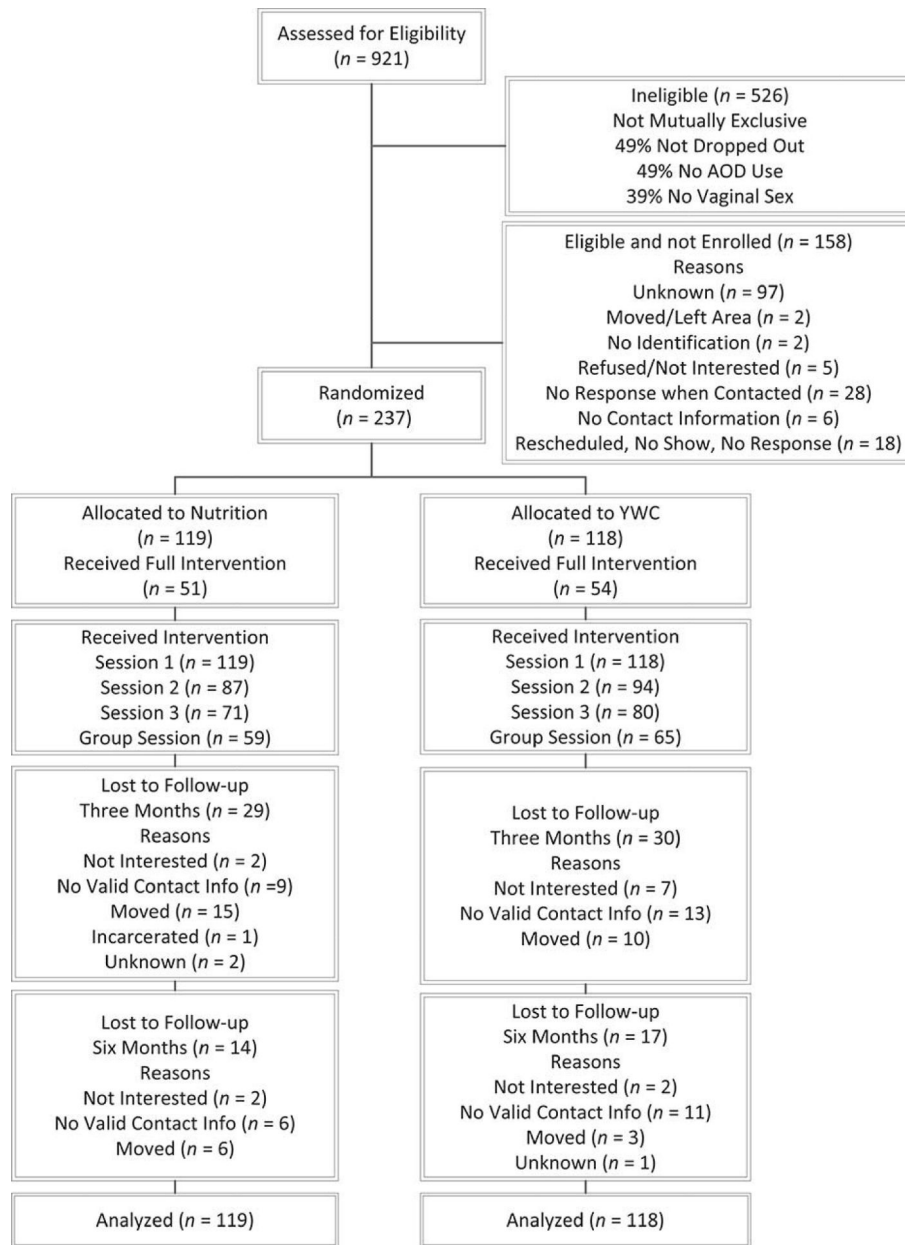 Assessed for Eligibility
(n = 921)
Ineligible (n = 526)
Not Mutually Exclusive
49% Not Dropped Out
49% No AOD Use
39% No Vaginal Sex
Eligible and not Enrolled (n = 158)
Reasons
Unknown (n = 97)
Moved/Left Area (n = 2)
No Identification (n = 2)
Refused/Not Interested (n = 5)
No Response when Contacted (n = 28)
No Contact Information (n = 6)
Rescheduled, No Show, No Response (n = 18)
Randomized
(n = 237)
Allocated to Nutrition
(n = 119)
Received Full Intervention
(n = 51)
Allocated to YWC
(n = 118)
Received Full Intervention
(n = 54)
Received Intervention
Session 1 (n = 119)
Session 2 (n = 87)
Session 3 (n = 71)
Group Session (n = 59)
Received Intervention
Session 1 (n = 118)
Session 2 (n = 94)
Session 3 (n = 80)
Group Session (n = 65)
Lost to Follow-up
Three Months (n = 29)
Reasons
Not Interested (n = 2)
No Valid Contact Info (n =9)
Moved (n = 15)
Incarcerated (n = 1)
Unknown (n = 2)
Lost to Follow-up
Three Months (n = 30)
Reasons
Not Interested (n = 7)
No Valid Contact Info (n = 13)
Moved (n = 10)
Lost to Follow-up
Six Months (n = 14)
Reasons
Not Interested (n = 2)
No Valid Contact Info (n = 6)
Moved (n = 6)
Lost to Follow-up
Six Months (n = 17)
Reasons
Not Interested (n = 2)
No Valid Contact Info (n = 11)
Moved (n = 3)
Unknown (n = 1)
Analyzed (n = 119)
Analyzed (n = 118)